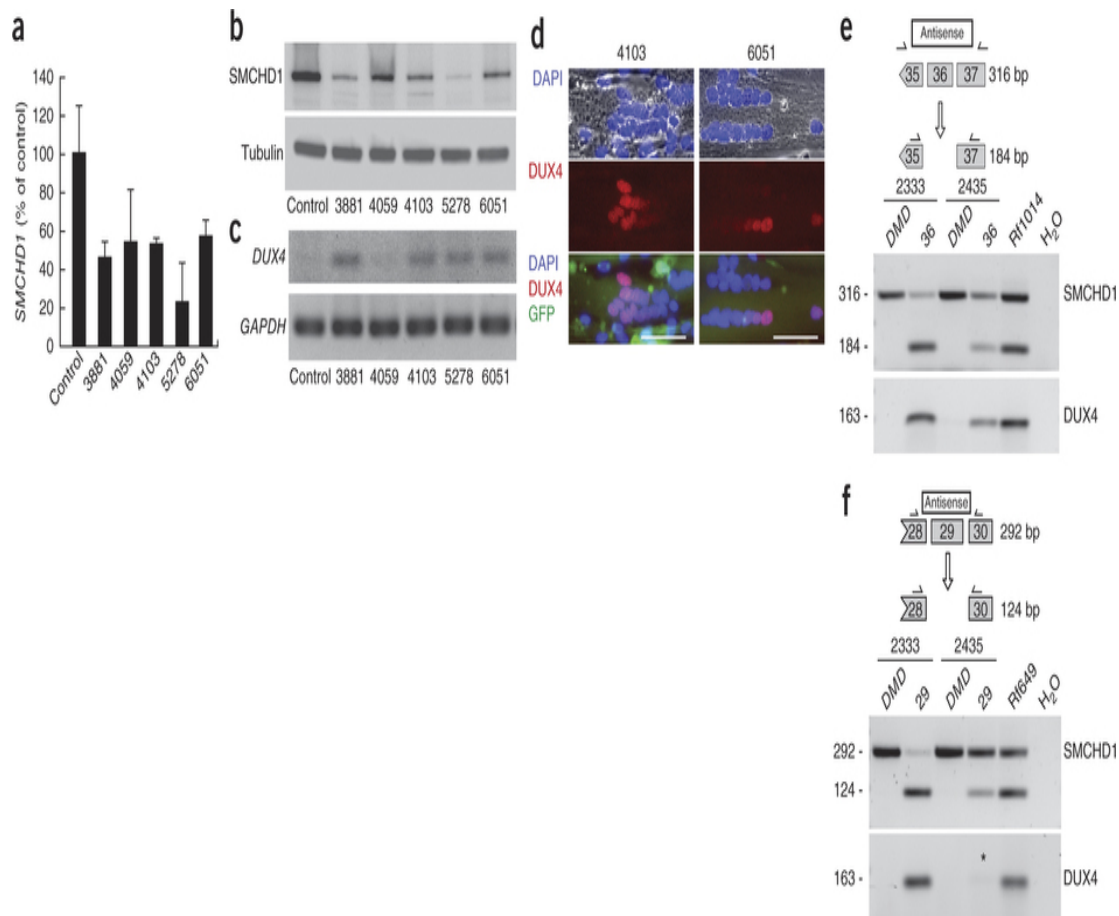 a
SMCHD1 (% of control)
140
120
100
80
60
40
20
0
Control 3881 4059 4103 5278 6051
b
SMCHD1
Tubulin
Control 3881 4059 4103 5278 6051
c
DUX4
GAPDH
Control 3881 4059 4103 5278 6051
d
4103 6051
DAPI
DUX4
DAPI
DUX4
GFP
e
Antisense
35 36 37 316 bp
35 37 184 bp
2333 2435
DMD 36 DMD 36 Rf1014 H2O
316 - SMCHD1
184 -
163 - DUX4
f
Antisense
28 29 30 292 bp
28 30 124 bp
2333 2435
DMD 29 DMD 29 Rf649 H2O
292 - SMCHD1
124 -
*
163 - DUX4